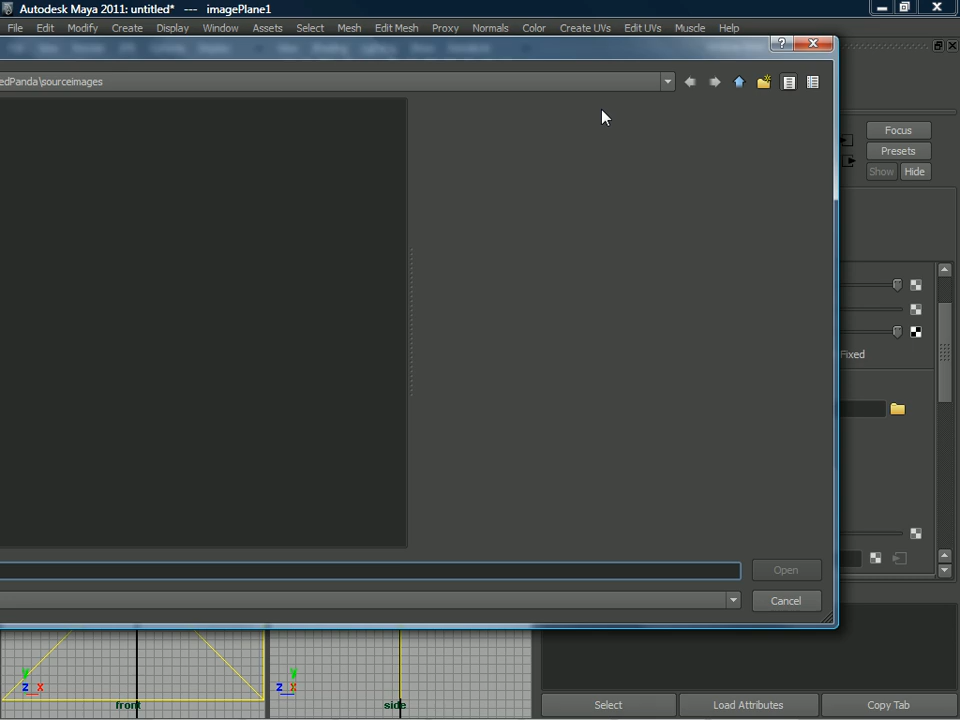 Autodesk Maya 2011: untitled* --- imagePlane1
File Edit Modify Create Display Window Assets Select Mesh Edit Mesh Proxy Normals Color Create UVs Edit UVs Muscle Help
edPanda\sourceimages
Focus
Presets
Show Hide
Fixed
Open
Cancel
Y
Z X
front
Y
Z X
side
Select Load Attributes Copy Tab